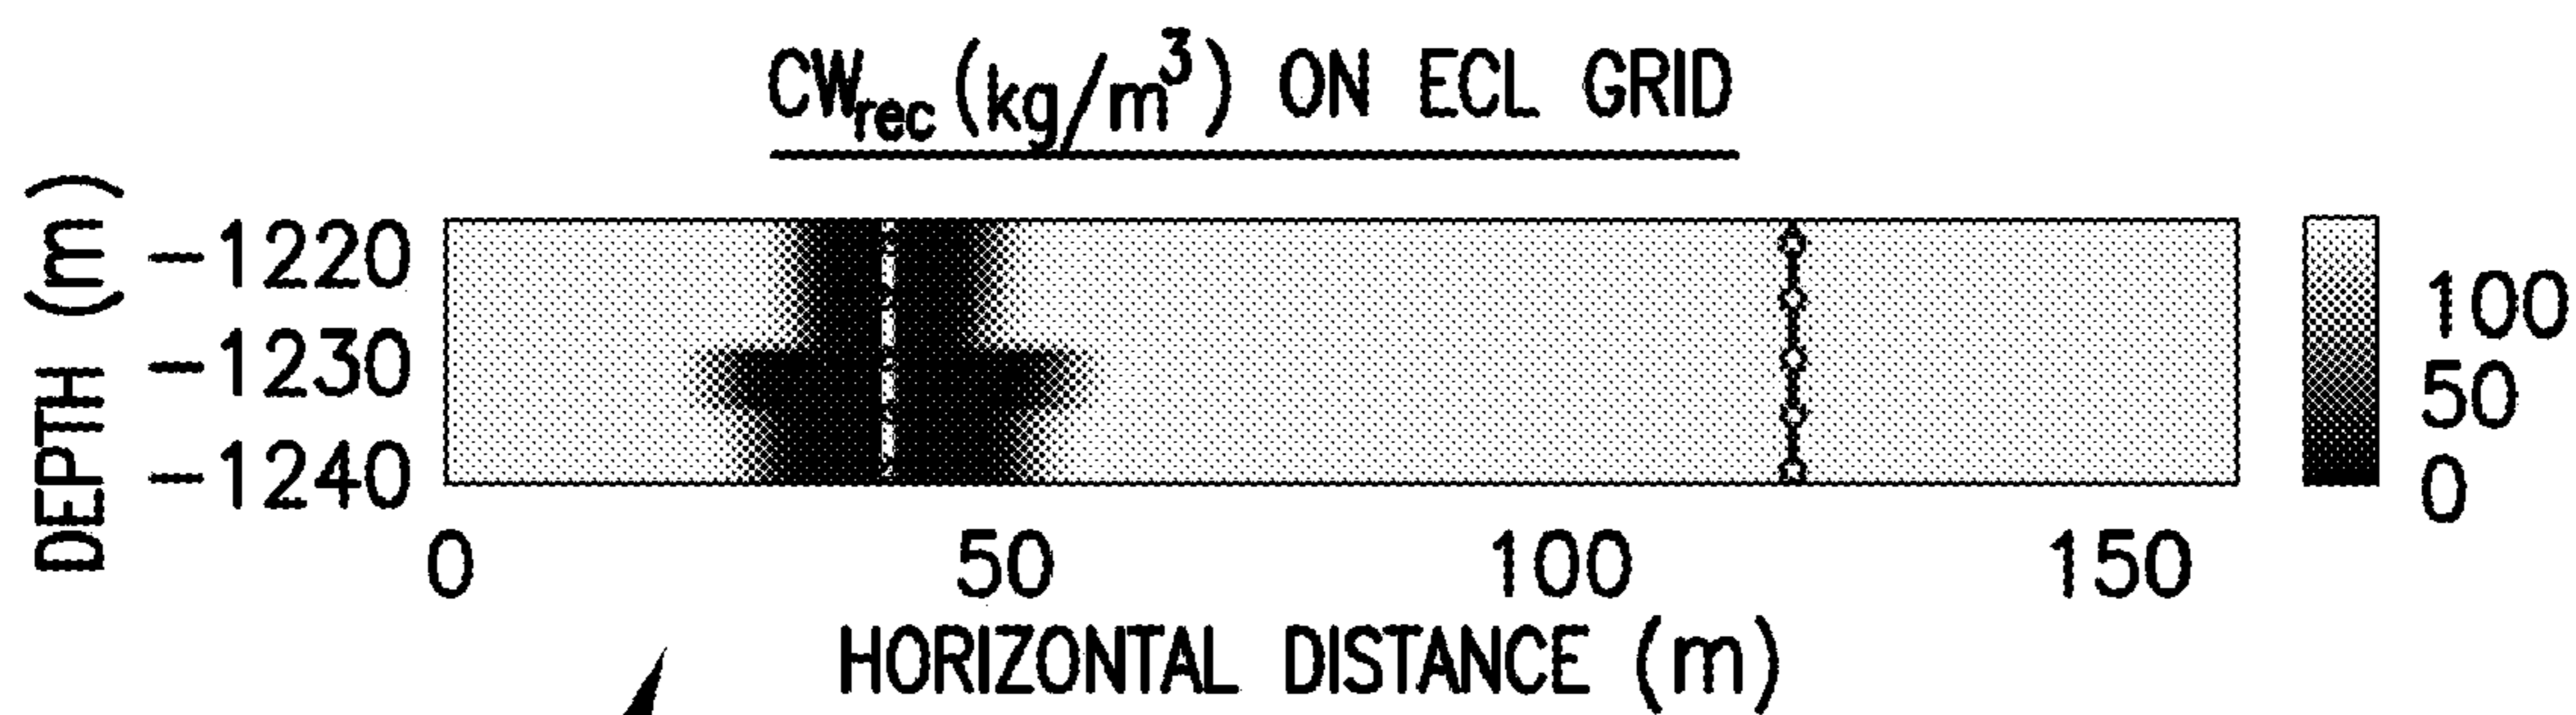 CWrec (kg/m³) ON ECL GRID
DEPTH (m)
-1220
-1230
-1240
0 50 100 150
HORIZONTAL DISTANCE (m)
100
50
0